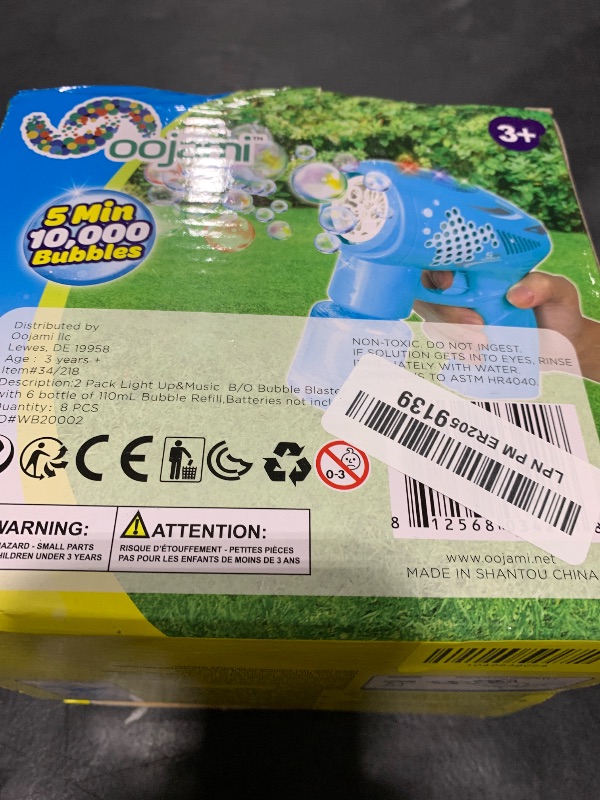 oojami™
3+
5 Min
10,000
Bubbles
Distributed by
Oojami llc
Lewes, DE 19958
Age : 3 years +
Item#34/218
Description:2 Pack Light Up&Music B/O Bubble Blaste
with 6 bottle of 110mL Bubble Refill,Batteries not incl
Quantity: 8 PCS
#WB20002
NON-TOXIC. DO NOT INGEST.
IF SOLUTION GETS INTO EYES, RINSE
WITH WATER.
TO ASTM HR4040
LPN PM ER2059139
0-3
8 12568
WARNING:
HAZARD - SMALL PARTS
CHILDREN UNDER 3 YEARS
ATTENTION:
RISQUE D'ÉTOUFFEMENT - PETITES PIÈCES
PAS POUR LES ENFANTS DE MOINS DE 3 ANS
www.oojami.net
MADE IN SHANTOU CHINA